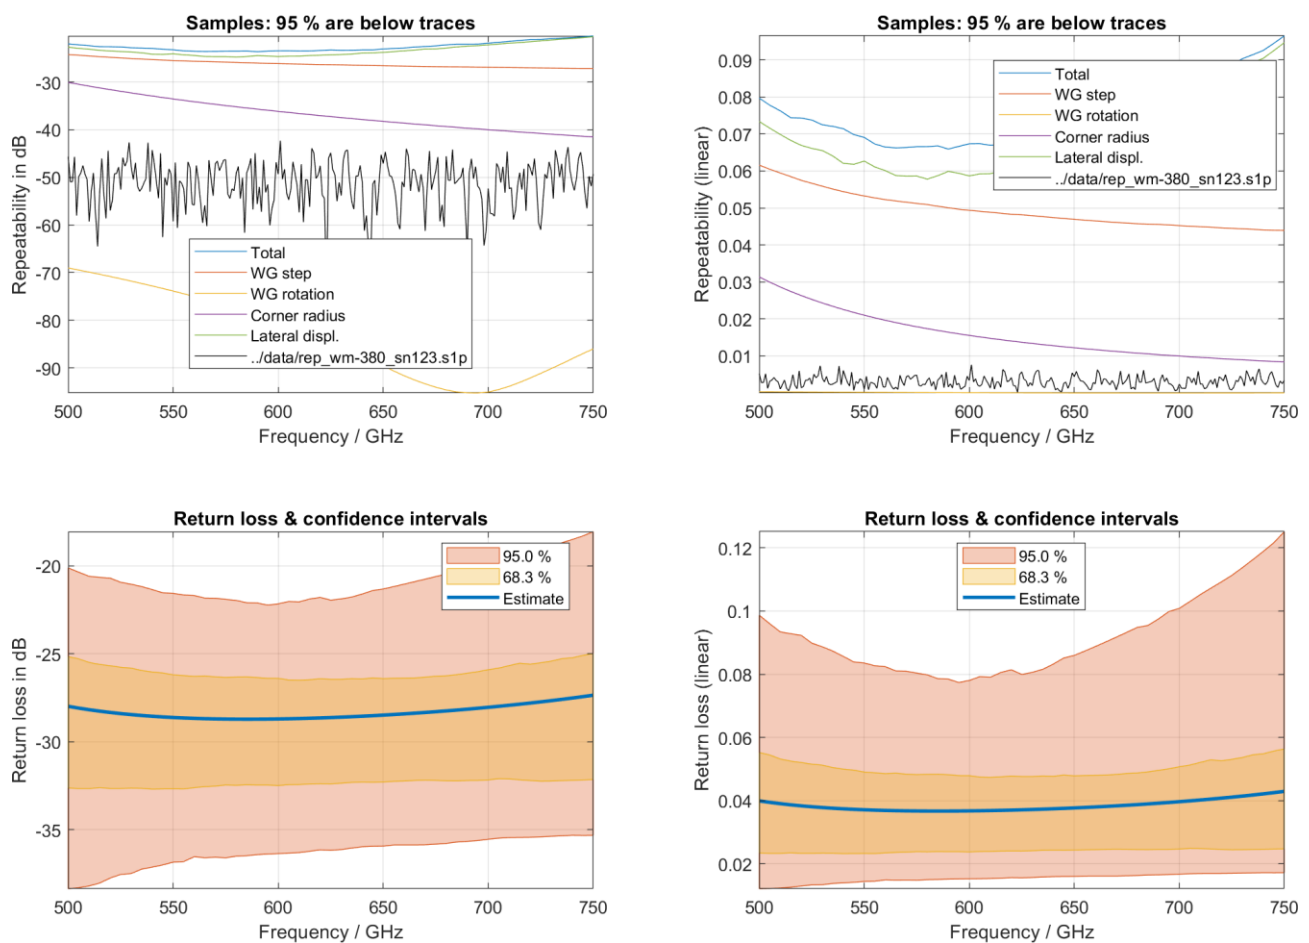 Samples: 95 % are below traces
Repeatability in dB
-30
-40
-50
-60
-70
-80
-90
Total
WG step
WG rotation
Corner radius
Lateral displ.
../data/rep_wm-380_sn123.s1p
500
550
600
650
700
750
Frequency / GHz
Samples: 95 % are below traces
Repeatability (linear)
0.09
0.08
0.07
0.06
0.05
0.04
0.03
0.02
0.01
Total
WG step
WG rotation
Corner radius
Lateral displ.
../data/rep_wm-380_sn123.s1p
500
550
600
650
700
750
Frequency / GHz
Return loss & confidence intervals
Return loss in dB
-20
-25
-30
-35
95.0 %
68.3 %
Estimate
500
550
600
650
700
750
Frequency / GHz
Return loss & confidence intervals
Return loss (linear)
0.12
0.1
0.08
0.06
0.04
0.02
95.0 %
68.3 %
Estimate
500
550
600
650
700
750
Frequency / GHz